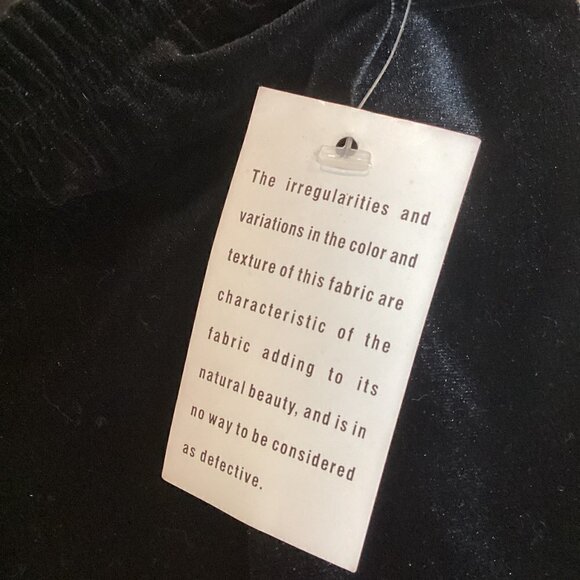 The irregularities and
variations in the color and
texture of this fabric are
characteristic of the
fabric adding to its
natural beauty, and is in
no way to be considered
as defective.